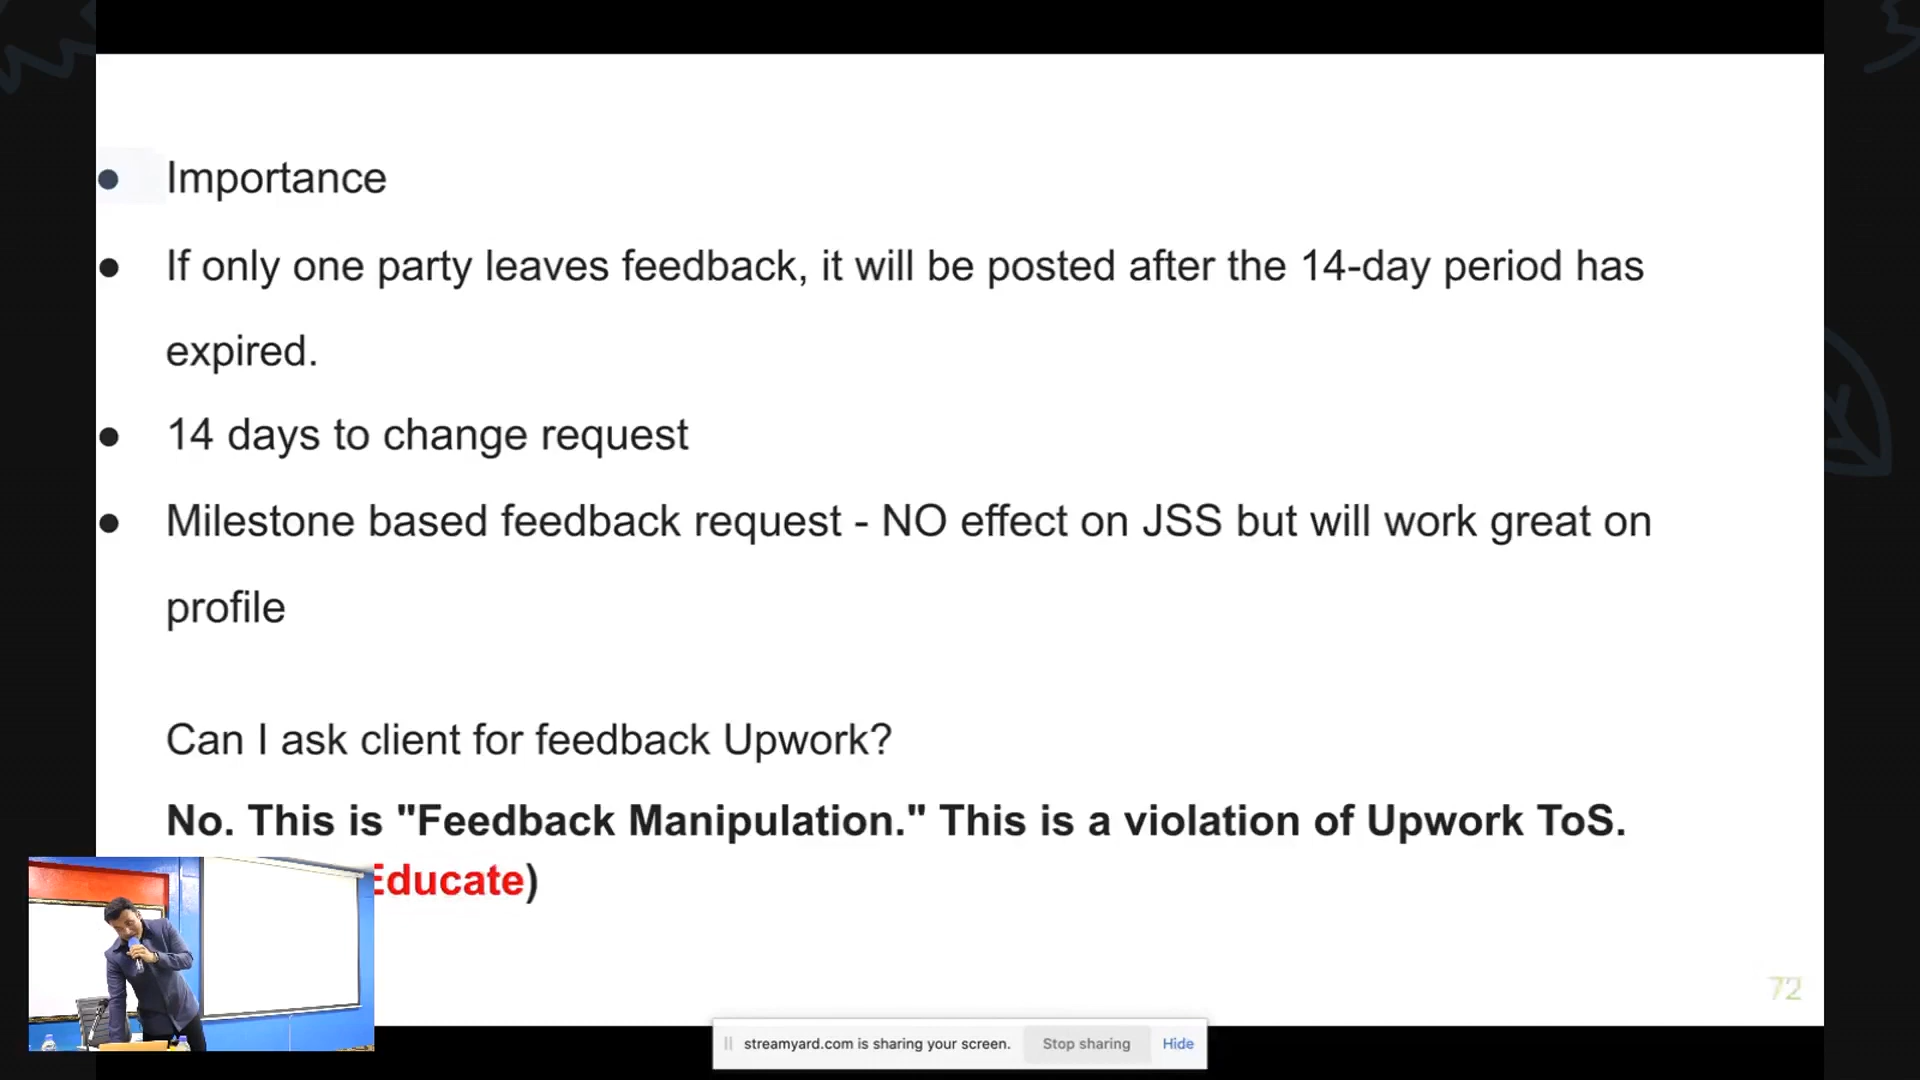 Importance
If only one party leaves feedback, it will be posted after the 14-day period has
expired.
14 days to change request
Milestone based feedback request - NO effect on JSS but will work great on
profile
Can I ask client for feedback Upwork?
No. This is "Feedback Manipulation." This is a violation of Upwork ToS.
Educate)
72
streamyard.com is sharing your screen. Stop sharing Hide